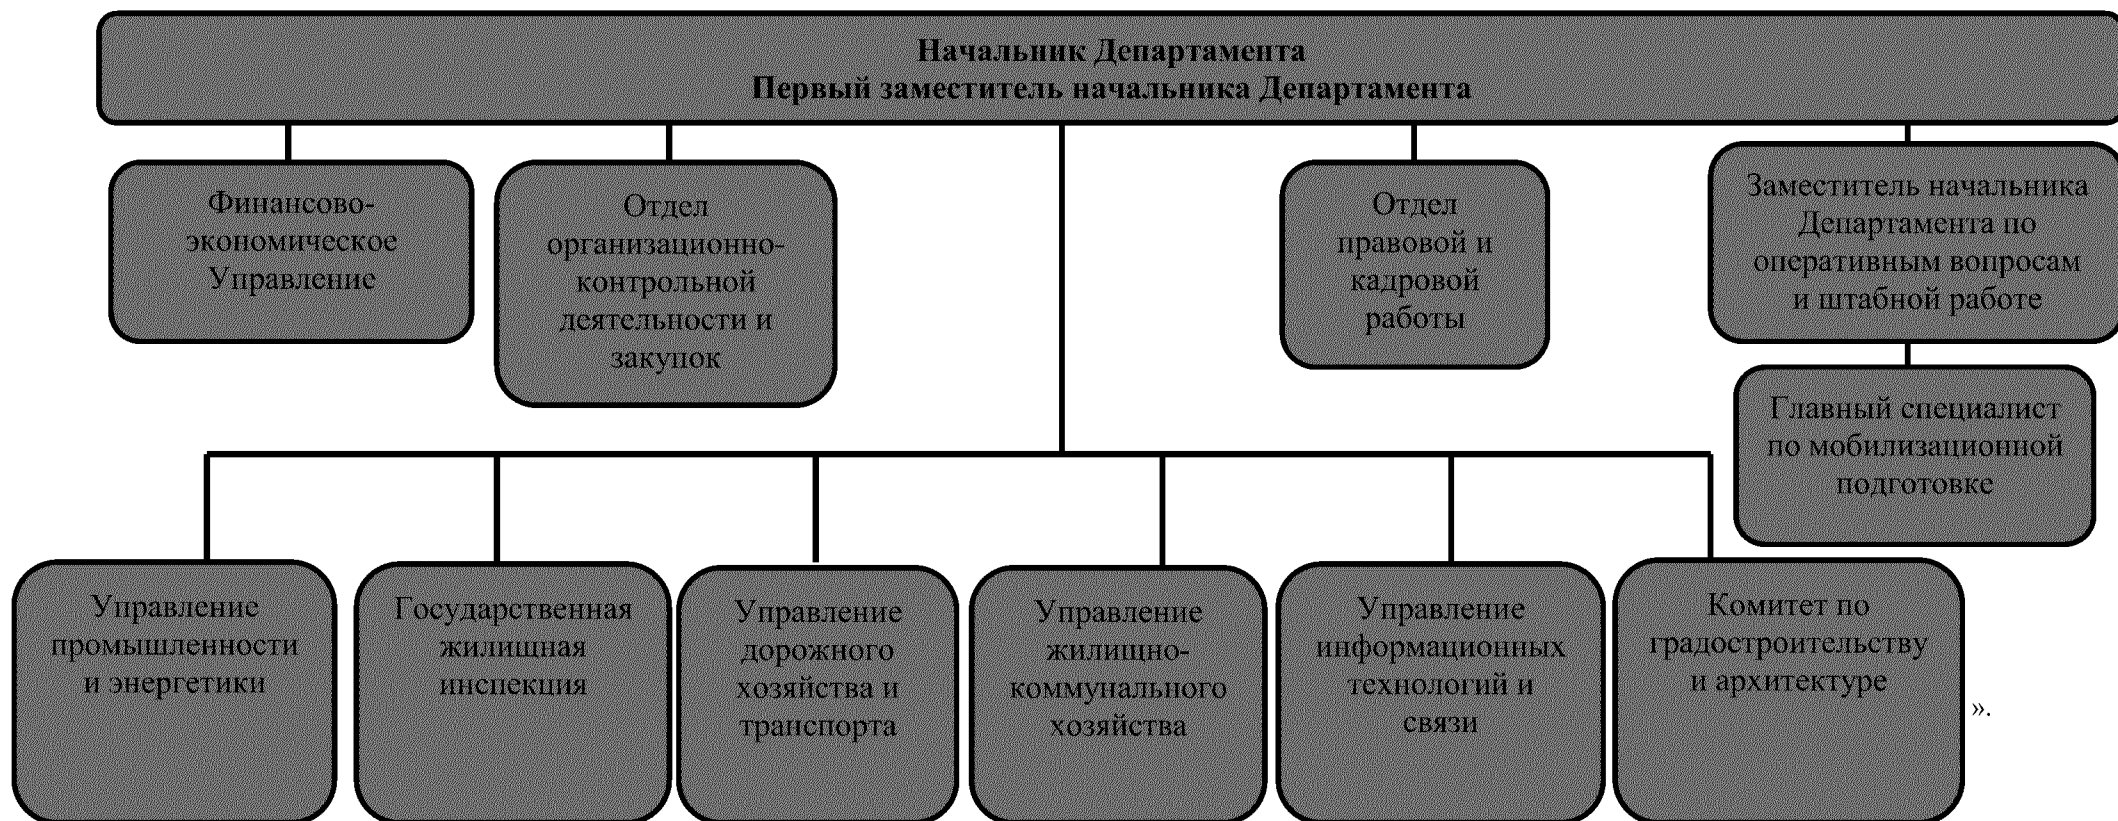 Начальник Департамента
Первый заместитель начальника Департамента
Финансово-
экономическое
Управление
Отдел
организационно-
контрольной
деятельности и
закупок
Отдел
правовой и
кадровой
работы
Заместитель начальника
Департамента по
оперативным вопросам
и штабной работе
Главный специалист
по мобилизационной
подготовке
Управление
промышленности
и энергетики
Государственная
жилищная
инспекция
Управление
дорожного
хозяйства и
транспорта
Управление
жилищно-
коммунального
хозяйства
Управление
информационных
технологий и
связи
Комитет по
градостроительству
и архитектуре
».